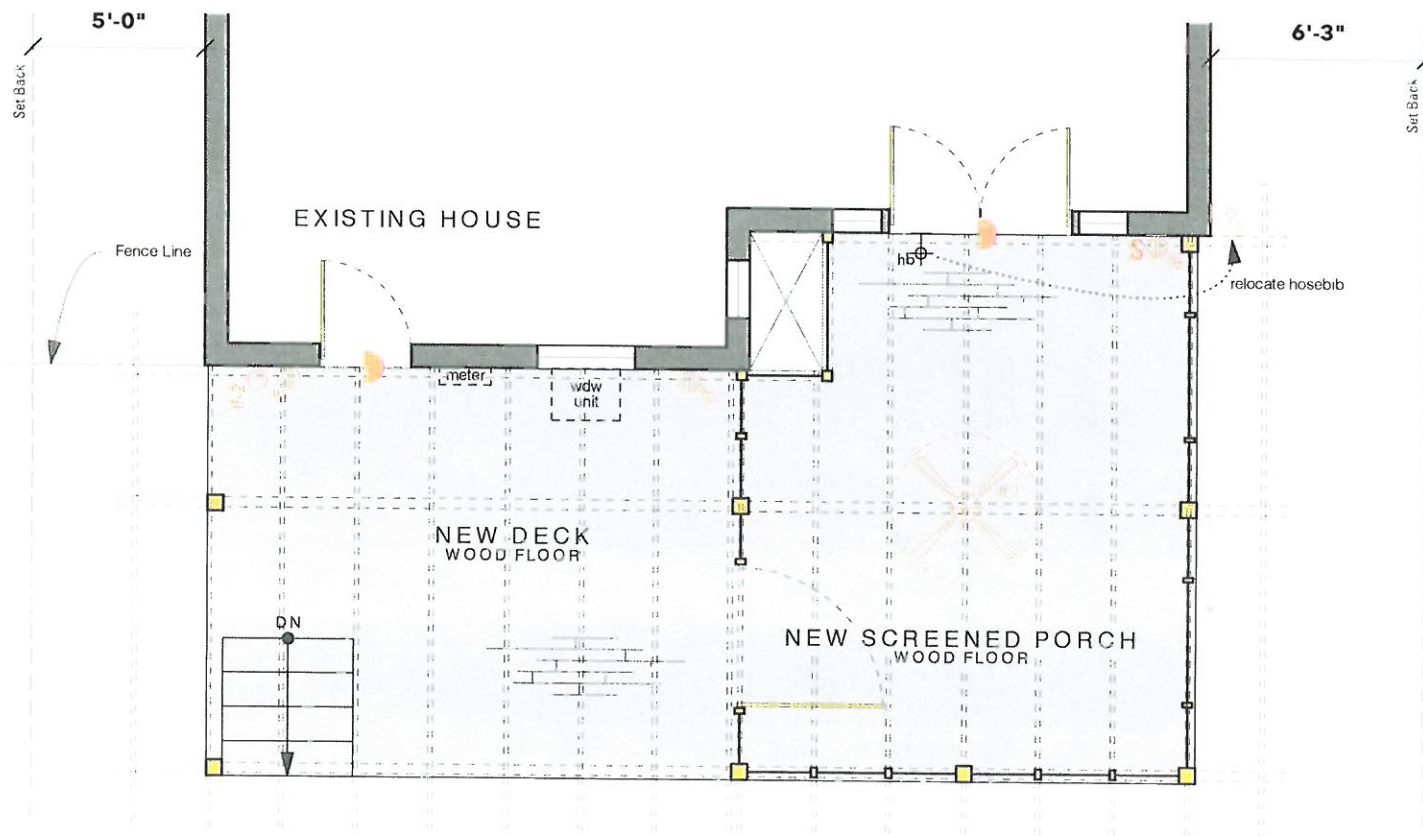 5'-0"
6'-3"
Set Back
Set Back
EXISTING HOUSE
Fence Line
hb
relocate hosebib
S
meter
wdw
unit
NEW DECK
WOOD FLOOR
DN
NEW SCREENED PORCH
WOOD FLOOR